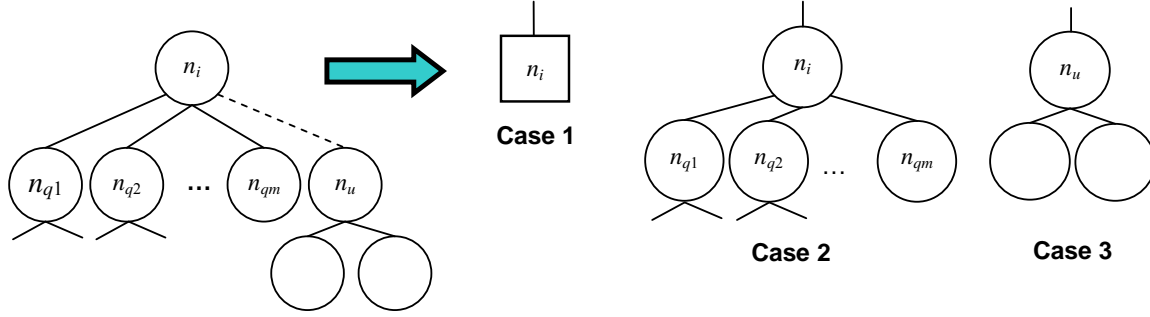 n_i
n_q1 n_q2 ... n_qm n_u
n_i
Case 1
n_i
n_q1 n_q2 ... n_qm
Case 2
n_u
Case 3